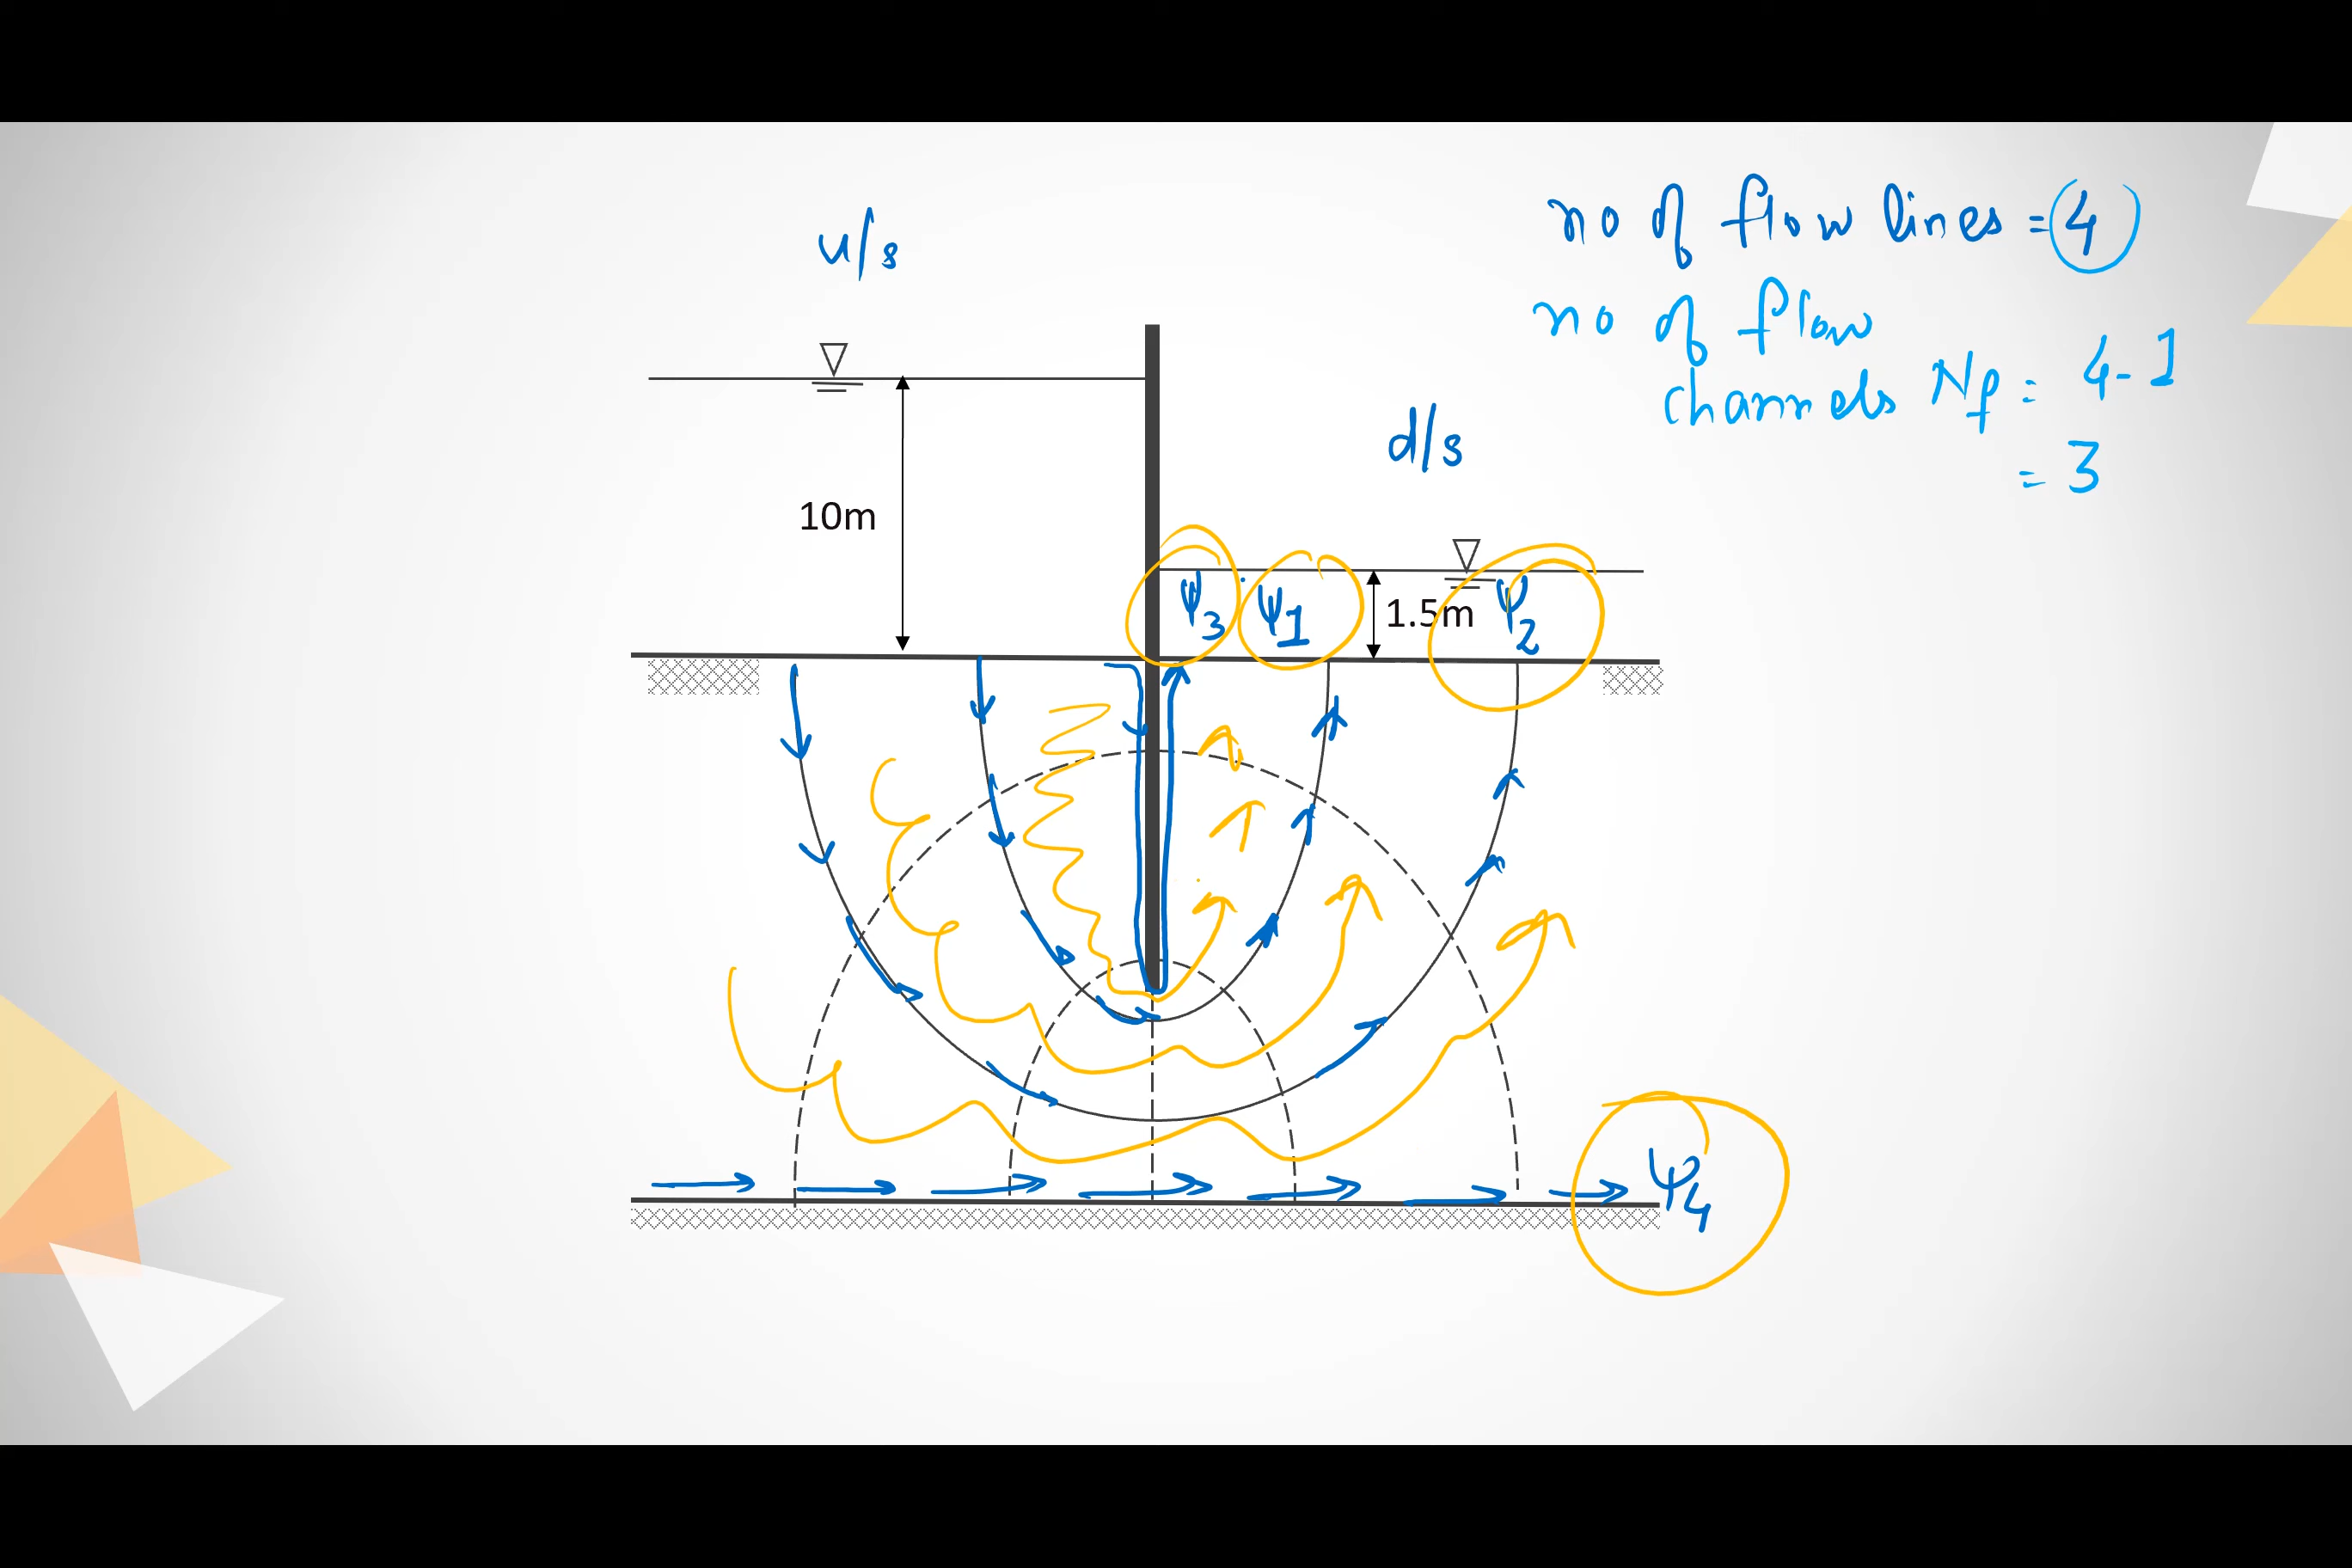 u/s
no of flow lines = 4
no of flow
channels Nf = 4-1
= 3
d/s
10m
ψ3
ψ1
1.5m
ψ2
ψ4